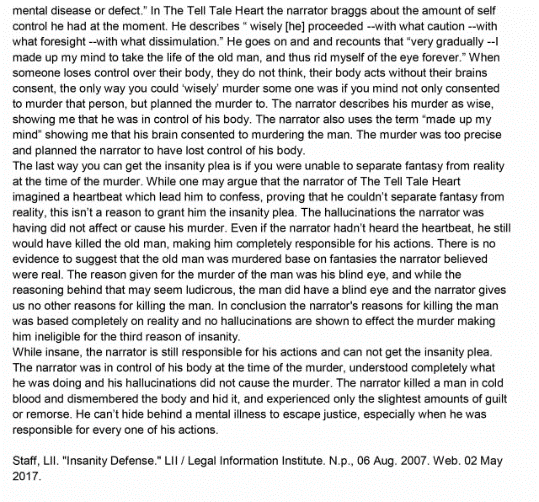 mental disease or defect.” In The Tell Tale Heart the narrator braggs about the amount of self
control he had at the moment. He describes “ wisely [he] proceeded --with what caution --with
what foresight --with what dissimulation.” He goes on and and recounts that “very gradually --I
made up my mind to take the life of the old man, and thus rid myself of the eye forever.” When
someone loses control over their body, they do not think, their body acts without their brains
consent, the only way you could ‘wisely’ murder some one was if you mind not only consented
to murder that person, but planned the murder to. The narrator describes his murder as wise,
showing me that he was in control of his body. The narrator also uses the term “made up my
mind” showing me that his brain consented to murdering the man. The murder was too precise
and planned the narrator to have lost control of his body.
The last way you can get the insanity plea is if you were unable to separate fantasy from reality
at the time of the murder. While one may argue that the narrator of The Tell Tale Heart
imagined a heartbeat which lead him to confess, proving that he couldn’t separate fantasy from
reality, this isn’t a reason to grant him the insanity plea. The hallucinations the narrator was
having did not affect or cause his murder. Even if the narrator hadn’t heard the heartbeat, he still
would have killed the old man, making him completely responsible for his actions. There is no
evidence to suggest that the old man was murdered base on fantasies the narrator believed
were real. The reason given for the murder of the man was his blind eye, and while the
reasoning behind that may seem ludicrous, the man did have a blind eye and the narrator gives
us no other reasons for killing the man. In conclusion the narrator's reasons for killing the man
was based completely on reality and no hallucinations are shown to effect the murder making
him ineligible for the third reason of insanity.
While insane, the narrator is still responsible for his actions and can not get the insanity plea.
The narrator was in control of his body at the time of the murder, understood completely what
he was doing and his hallucinations did not cause the murder. The narrator killed a man in cold
blood and dismembered the body and hid it, and experienced only the slightest amounts of guilt
or remorse. He can’t hide behind a mental illness to escape justice, especially when he was
responsible for every one of his actions.
Staff, LII. "Insanity Defense." LII / Legal Information Institute. N.p., 06 Aug. 2007. Web. 02 May
2017.